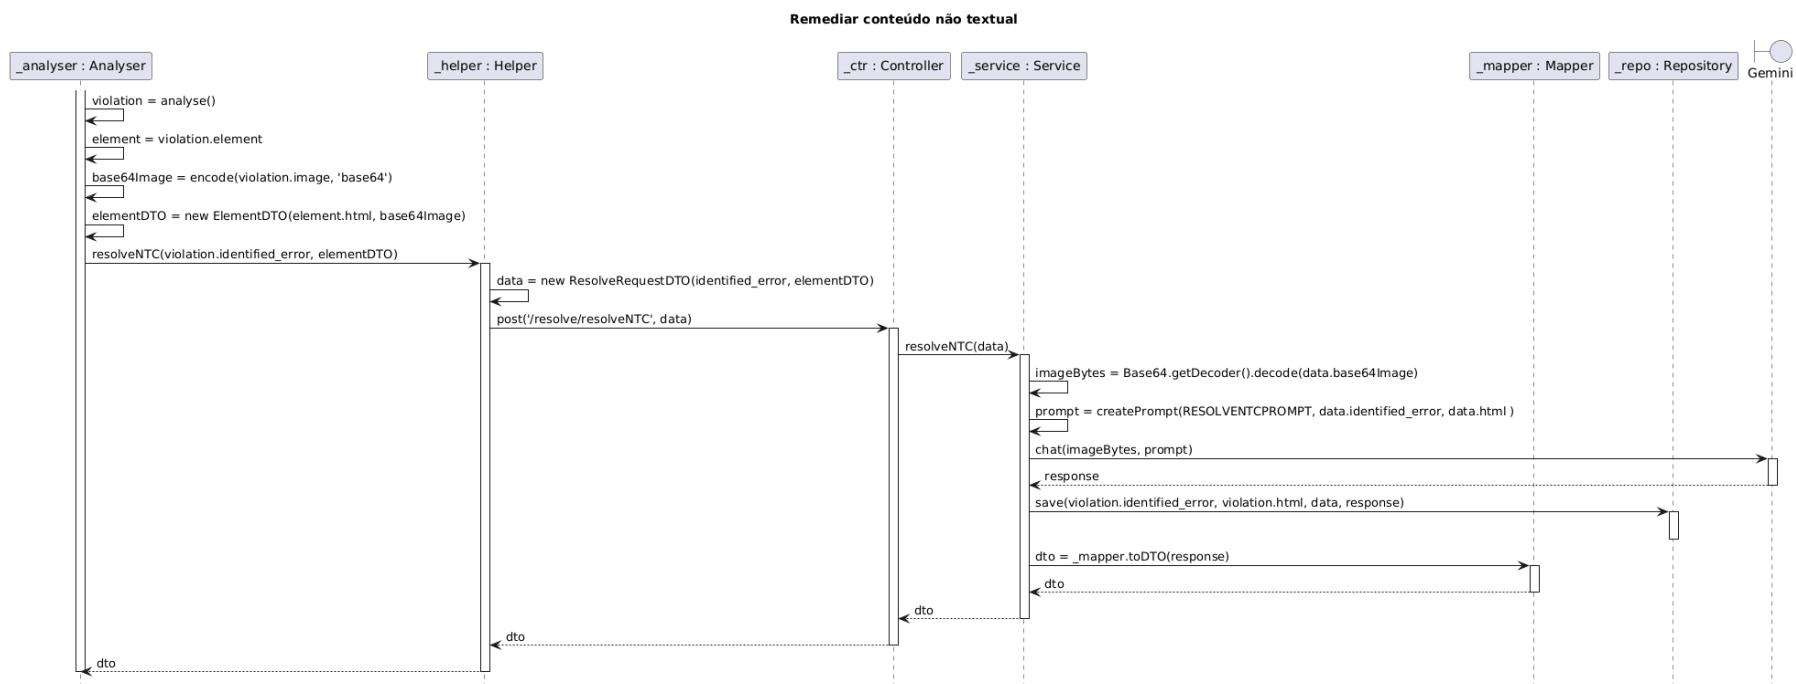 Remediar conteúdo não textual
_analyser : Analyser
_helper : Helper
_ctr : Controller
_service : Service
_mapper : Mapper
_repo : Repository
Gemini
violation = analyse()
element = violation.element
base64Image = encode(violation.image, 'base64')
elementDTO = new ElementDTO(element.html, base64Image)
resolveNTC(violation.identified_error, elementDTO)
data = new ResolveRequestDTO(identified_error, elementDTO)
post('/resolve/resolveNTC', data)
resolveNTC(data)
imageBytes = Base64.getDecoder().decode(data.base64Image)
prompt = createPrompt(RESOLVENTCPROMPT, data.identified_error, data.html )
chat(imageBytes, prompt)
response
save(violation.identified_error, violation.html, data, response)
dto = _mapper.toDTO(response)
dto
dto
dto
dto